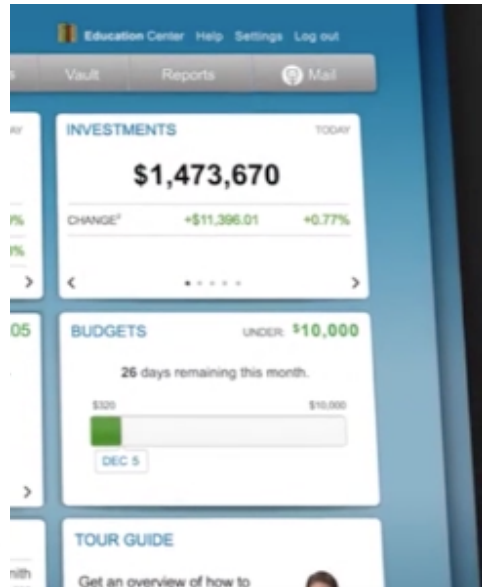 Education Center Help Settings Log out
Vault Reports Mail
INVESTMENTS TODAY
$1,473,670
CHANGE² +$11,396.01 +0.77%
05
BUDGETS UNDER: $10,000
26 days remaining this month.
$320 $10,000
DEC 5
TOUR GUIDE
Get an overview of how to